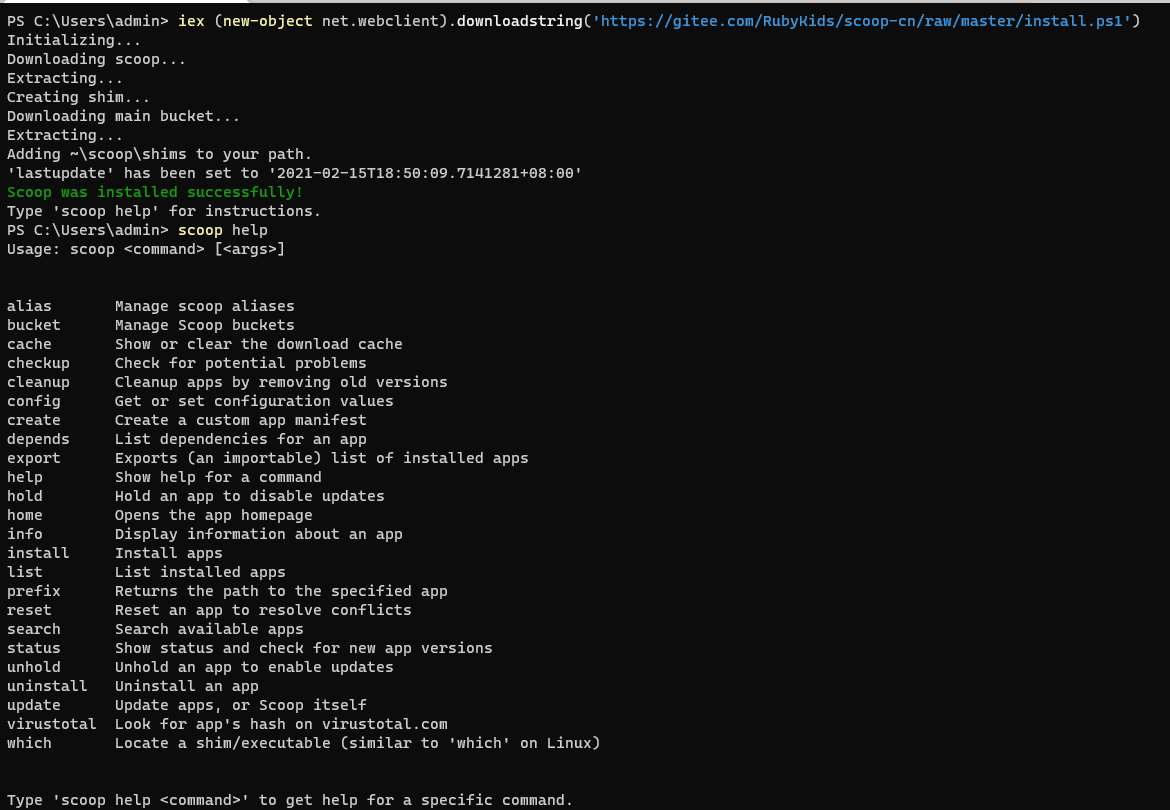 PS C:\Users\admin> iex (new-object net.webclient).downloadstring('https://gitee.com/RubyKids/scoop-cn/raw/master/install.ps1')
Initializing...
Downloading scoop...
Extracting...
Creating shim...
Downloading main bucket...
Extracting...
Adding ~\scoop\shims to your path.
'lastupdate' has been set to '2021-02-15T18:50:09.7141281+08:00'
Scoop was installed successfully!
Type 'scoop help' for instructions.
PS C:\Users\admin> scoop help
Usage: scoop <command> [<args>]
alias       Manage scoop aliases
bucket      Manage Scoop buckets
cache       Show or clear the download cache
checkup     Check for potential problems
cleanup     Cleanup apps by removing old versions
config      Get or set configuration values
create      Create a custom app manifest
depends     List dependencies for an app
export      Exports (an importable) list of installed apps
help        Show help for a command
hold        Hold an app to disable updates
home        Opens the app homepage
info        Display information about an app
install     Install apps
list        List installed apps
prefix      Returns the path to the specified app
reset       Reset an app to resolve conflicts
search      Search available apps
status      Show status and check for new app versions
unhold      Unhold an app to enable updates
uninstall   Uninstall an app
update      Update apps, or Scoop itself
virustotal  Look for app's hash on virustotal.com
which       Locate a shim/executable (similar to 'which' on Linux)
Type 'scoop help <command>' to get help for a specific command.